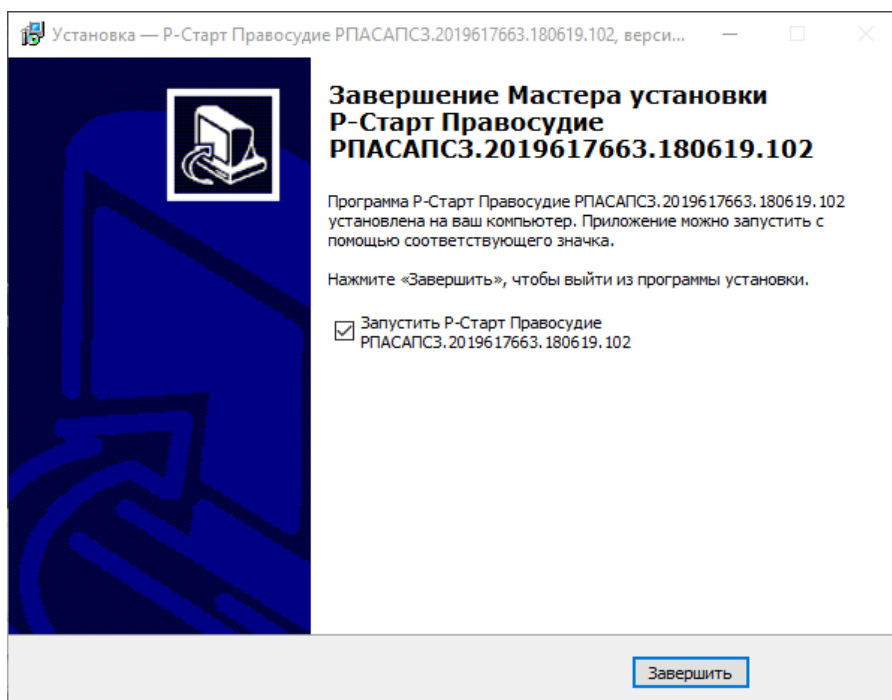 Установка — Р-Старт Правосудие РПАСАПСЗ.2019617663.180619.102, верси...
Завершение Мастера установки
Р-Старт Правосудие
РПАСАПСЗ.2019617663.180619.102
Программа Р-Старт Правосудие РПАСАПСЗ.2019617663.180619.102
установлена на ваш компьютер. Приложение можно запустить с
помощью соответствующего значка.
Нажмите «Завершить», чтобы выйти из программы установки.
Запустить Р-Старт Правосудие
РПАСАПСЗ.2019617663.180619.102
Завершить